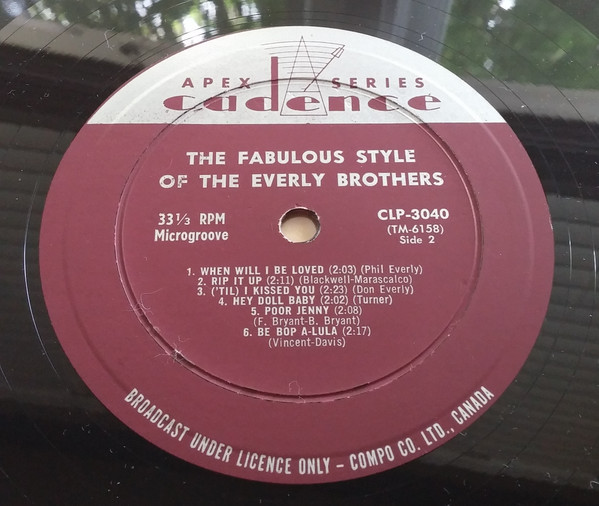 APEX SERIES
cadence
THE FABULOUS STYLE
OF THE EVERLY BROTHERS
33 1/3 RPM
Microgroove
CLP-3040
(TM-6158)
Side 2
1. WHEN WILL I BE LOVED (2:03) (Phil Everly)
2. RIP IT UP (2:11) (Blackwell-Marascalco)
3. ('TIL) I KISSED YOU (2:23) (Don Everly)
4. HEY DOLL BABY (2:02) (Turner)
5. POOR JENNY (2:08)
(F. Bryant-B. Bryant)
6. BE BOP A-LULA (2:17)
(Vincent-Davis)
BROADCAST UNDER LICENCE ONLY – COMPO CO. LTD., CANADA